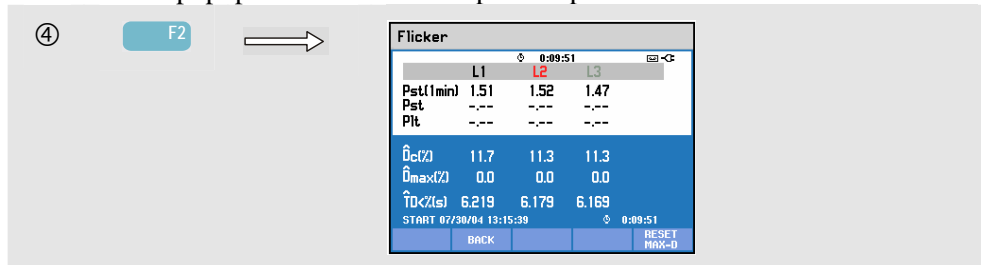 ④ F2
Flicker
0:09:51
L1 L2 L3
Pst(1min) 1.51 1.52 1.47
Pst -.-- -.-- -.--
Plt -.-- -.-- -.--
D̂c(%) 11.7 11.3 11.3
D̂max(%) 0.0 0.0 0.0
T̂D<%(s) 6.219 6.179 6.169
START 07/30/04 13:15:39 0:09:51
BACK RESET MAX-D